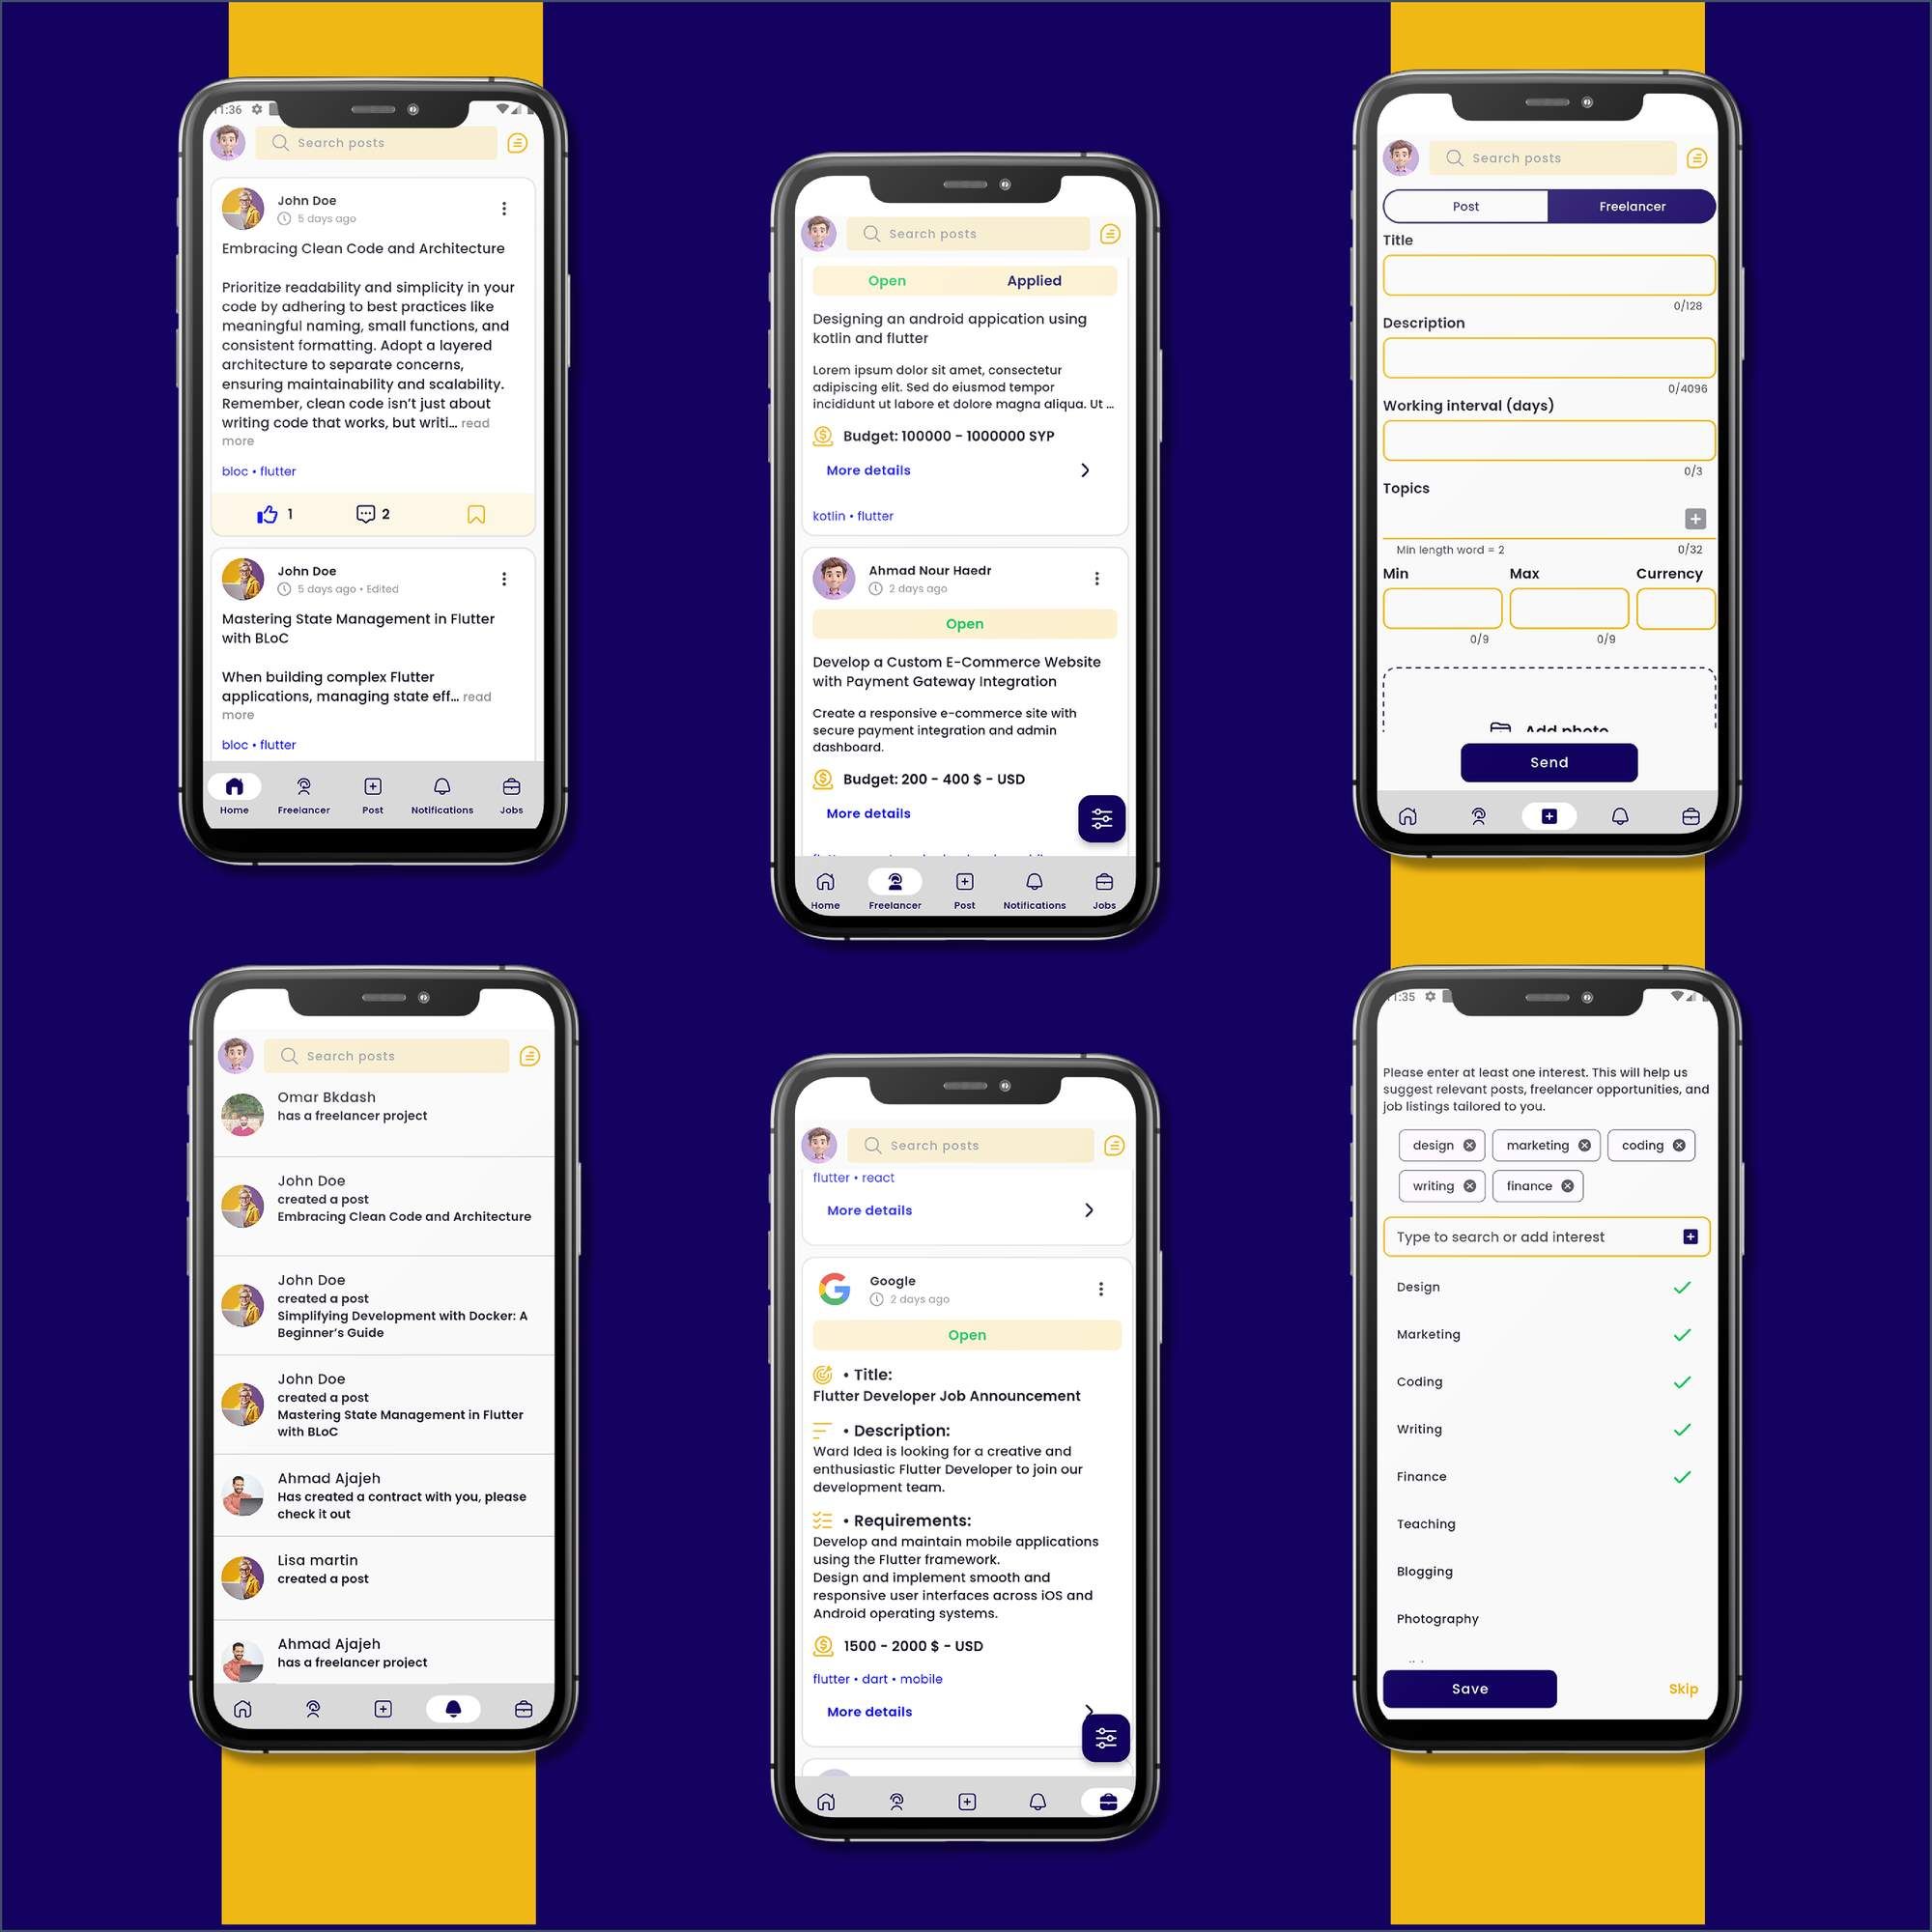 11:36
Search posts
John Doe
5 days ago
Embracing Clean Code and Architecture
Prioritize readability and simplicity in your
code by adhering to best practices like
meaningful naming, small functions, and
consistent formatting. Adopt a layered
architecture to separate concerns,
ensuring maintainability and scalability.
Remember, clean code isn't just about
writing code that works, but writi... read
more
bloc • flutter
1
2
John Doe
5 days ago • Edited
Mastering State Management in Flutter
with BLoC
When building complex Flutter
applications, managing state eff... read
more
bloc • flutter
Home Freelancer Post Notifications Jobs
Search posts
Open Applied
Designing an android appication using
kotlin and flutter
Lorem ipsum dolor sit amet, consectetur
adipiscing elit. Sed do eiusmod tempor
incididunt ut labore et dolore magna aliqua. Ut ...
Budget: 100000 - 1000000 SYP
More details
kotlin • flutter
Ahmad Nour Haedr
2 days ago
Open
Develop a Custom E-Commerce Website
with Payment Gateway Integration
Create a responsive e-commerce site with
secure payment integration and admin
dashboard.
Budget: 200 - 400 $ - USD
More details
Home Freelancer Post Notifications Jobs
Search posts
Post Freelancer
Title
0/128
Description
0/4096
Working interval (days)
0/3
Topics
Min length word = 2 0/32
Min Max Currency
0/9 0/9
Add photo
Send
Search posts
Omar Bkdash
has a freelancer project
John Doe
created a post
Embracing Clean Code and Architecture
John Doe
created a post
Simplifying Development with Docker: A
Beginner's Guide
John Doe
created a post
Mastering State Management in Flutter
with BLoC
Ahmad Ajajeh
Has created a contract with you, please
check it out
Lisa martin
created a post
Ahmad Ajajeh
has a freelancer project
Search posts
flutter • react
More details
Google
2 days ago
Open
• Title:
Flutter Developer Job Announcement
• Description:
Ward Idea is looking for a creative and
enthusiastic Flutter Developer to join our
development team.
• Requirements:
Develop and maintain mobile applications
using the Flutter framework.
Design and implement smooth and
responsive user interfaces across iOS and
Android operating systems.
1500 - 2000 $ - USD
flutter • dart • mobile
More details
11:35
Please enter at least one interest. This will help us
suggest relevant posts, freelancer opportunities, and
job listings tailored to you.
design marketing coding
writing finance
Type to search or add interest
Design
Marketing
Coding
Writing
Finance
Teaching
Blogging
Photography
Save Skip